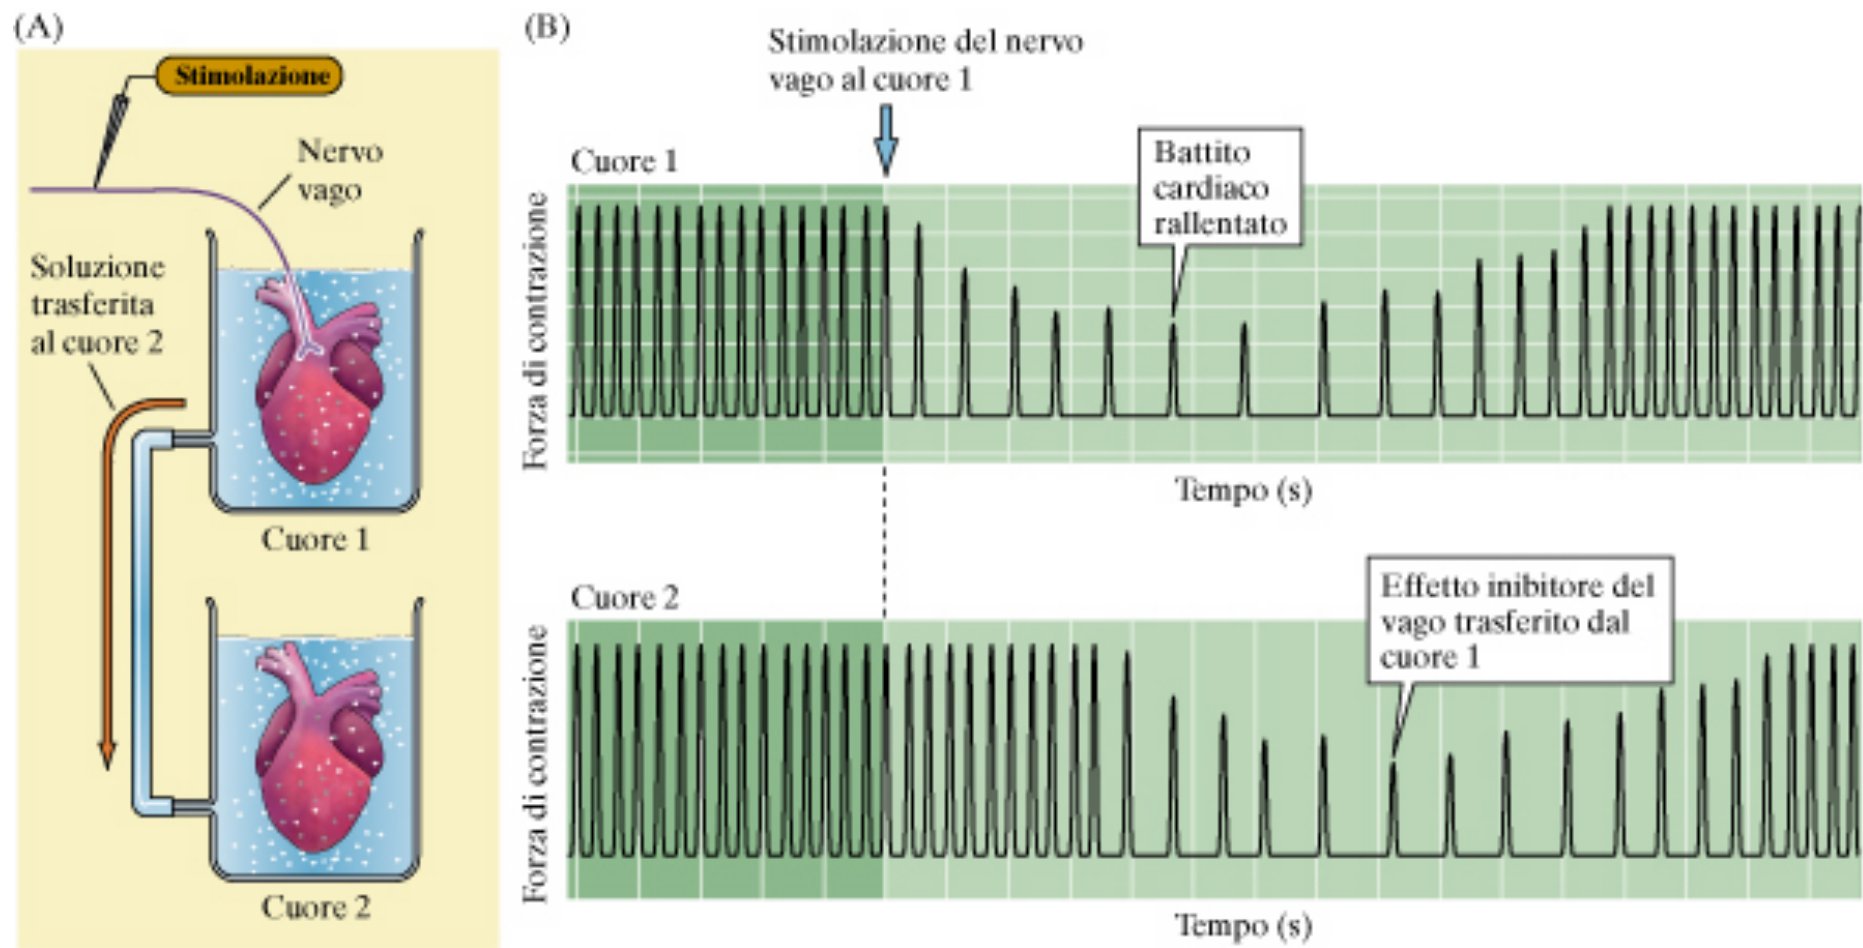 (A)
Stimolazione
Nervo
vago
Soluzione
trasferita
al cuore 2
Cuore 1
Cuore 2
(B)
Stimolazione del nervo
vago al cuore 1
Cuore 1
Battito
cardiaco
rallentato
Forza di contrazione
Tempo (s)
Cuore 2
Effetto inibitore del
vago trasferito dal
cuore 1
Forza di contrazione
Tempo (s)